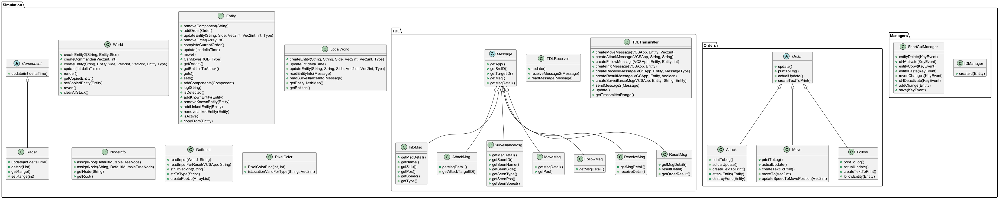 Simulation
Component
update(int deltaTime)
World
createEntity2(String, Entity.Side)
createCommander(Vec2int, int)
createEntity(String, Entity.Side, Vec2int, Vec2int, Entity.Type)
update(int deltaTime)
render()
getCopiedEntity()
setCopiedEntity(Entity)
revert()
clearAllStack()
Entity
removeComponent(String)
addOrder(Order)
updateEntity(String, Side, Vec2int, Vec2int, int, Type)
removeOrder(ArrayList)
completeCurrentOrder()
update(int deltaTime)
move()
CanMove(RGB, Type)
getOrders()
getEntitiesToAttack()
gets()
sets()
addComponents(Component)
log(String)
isDetected()
addKnownEntity(Entity)
removeKnownEntity(Entity)
addLinkedEntity(Entity)
removeLinkedEntity(Entity)
isActive()
copyFrom(Entity)
LocalWorld
createEntity(String, String, Side, Vec2int, Vec2int, Type)
update(int deltaTime)
updateEntity(String, String, Side, Vec2int, Vec2int, Type)
readEntityInfo(Message)
readSurveillanceInfo(Message)
getEntityHashMap()
getEntities()
Radar
update(int deltaTime)
detect(List)
getRange()
setRange(int)
NodeInfo
assignRoot(DefaultMutableTreeNode)
assignNode(String, DefaultMutableTreeNode)
getNode(String)
getRoot()
GetInput
readInput(World, String)
readInputForReset(VCSApp, String)
strToVec2int(String )
strToType(String)
createPopUp(ArrayList)
PixelColor
PixelColorFind(int, int)
isLocationValidForType(String, Vec2int)
TDL
Message
getApp()
getSrcID()
getTargetID()
getMsg()
getMsgDetail()
TDLReceiver
update()
receiveMessage2(Message)
readMessage(Message)
TDLTransmitter
createMoveMessage(VCSApp, Entity, Vec2int)
createAttackMessage(VCSApp, String, String)
createFollowMessage(VCSApp, Entity, Entity, int)
createInfoMessage(VCSApp, Entity)
createReceiveMessage(VCSApp, Entity, MessageType)
createResultMessage(VCSApp, Entity, boolean)
createSurveillanceMsg(VCSApp, Entity, String, Entity)
sendMessage2(Message)
update()
getTransmitterRange()
InfoMsg
getMsgDetail()
getName()
getSide()
getPos()
getSpeed()
getType()
AttackMsg
getMsgDetail()
getAttackTargetID()
SurvellianceMsg
getMsgDetail()
getSeenID()
getSeenName()
getSeenSide()
getSeenType()
getSeenPos()
getSeenSpeed()
MoveMsg
getMsgDetail()
getPos()
FollowMsg
getMsgDetail()
ReceiveMsg
getMsgDetail()
receiveDetail()
ResultMsg
getMsgDetail()
resultDetail()
getOrderResult()
Orders
Order
update()
printToLog()
actualUpdate()
createTextToPrint()
Attack
printToLog()
actualUpdate()
createTextToPrint()
attackEntity(Entity)
destroyFunc(Entity)
Move
printToLog()
actualUpdate()
createTextToPrint()
moveTo(Vec2int)
updateSpeedToMovePosition(Vec2int)
Follow
printToLog()
actualUpdate()
createTextToPrint()
followEntity(Entity)
Managers
ShortCutManager
entityDelete(KeyEvent)
ctrlActivate(KeyEvent)
entityCopy(KeyEvent)
entityPaste(KeyEvent)
revertChanges(KeyEvent)
ctrlDeactivate(KeyEvent)
addChange(Entity)
save(KeyEvent)
IDManager
createId(Entity)